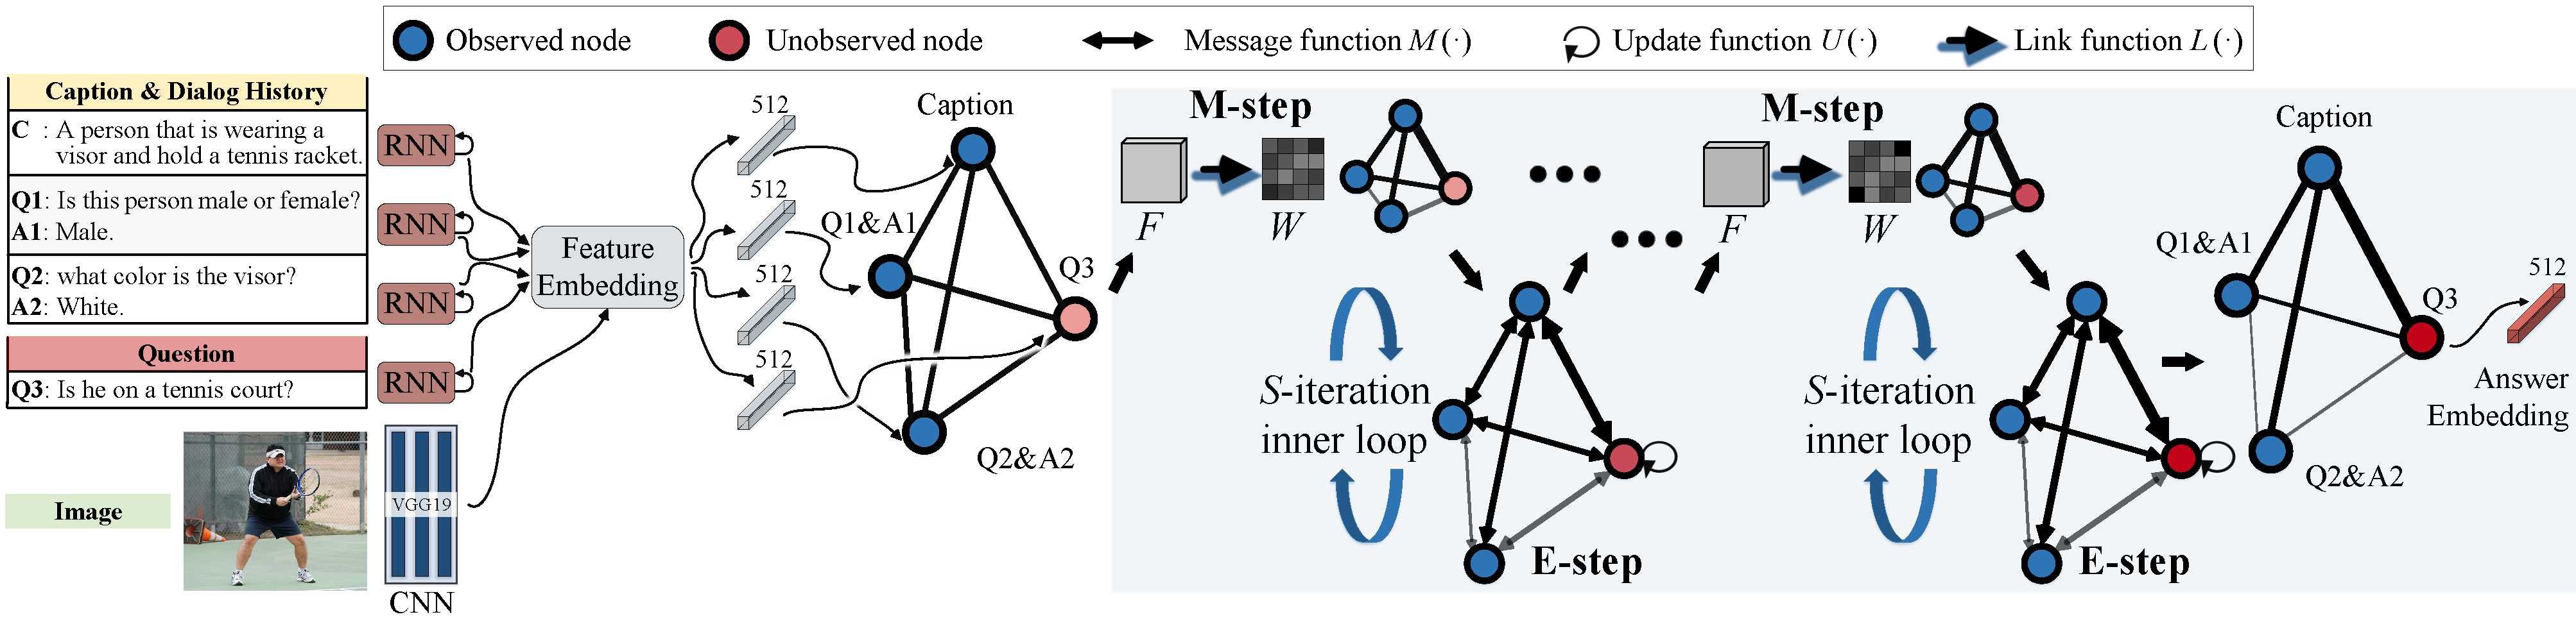 Observed node
Unobserved node
Message function M(·)
Update function U(·)
Link function L(·)
Caption & Dialog History
C : A person that is wearing a
visor and hold a tennis racket.
Q1: Is this person male or female?
A1: Male.
Q2: what color is the visor?
A2: White.
Question
Q3: Is he on a tennis court?
Image
RNN
RNN
RNN
RNN
VGG19
CNN
Feature
Embedding
512
512
512
512
Caption
Q1&A1
Q3
Q2&A2
M-step
F
W
S-iteration
inner loop
E-step
M-step
F
W
S-iteration
inner loop
E-step
Caption
Q1&A1
Q3
Q2&A2
512
Answer
Embedding